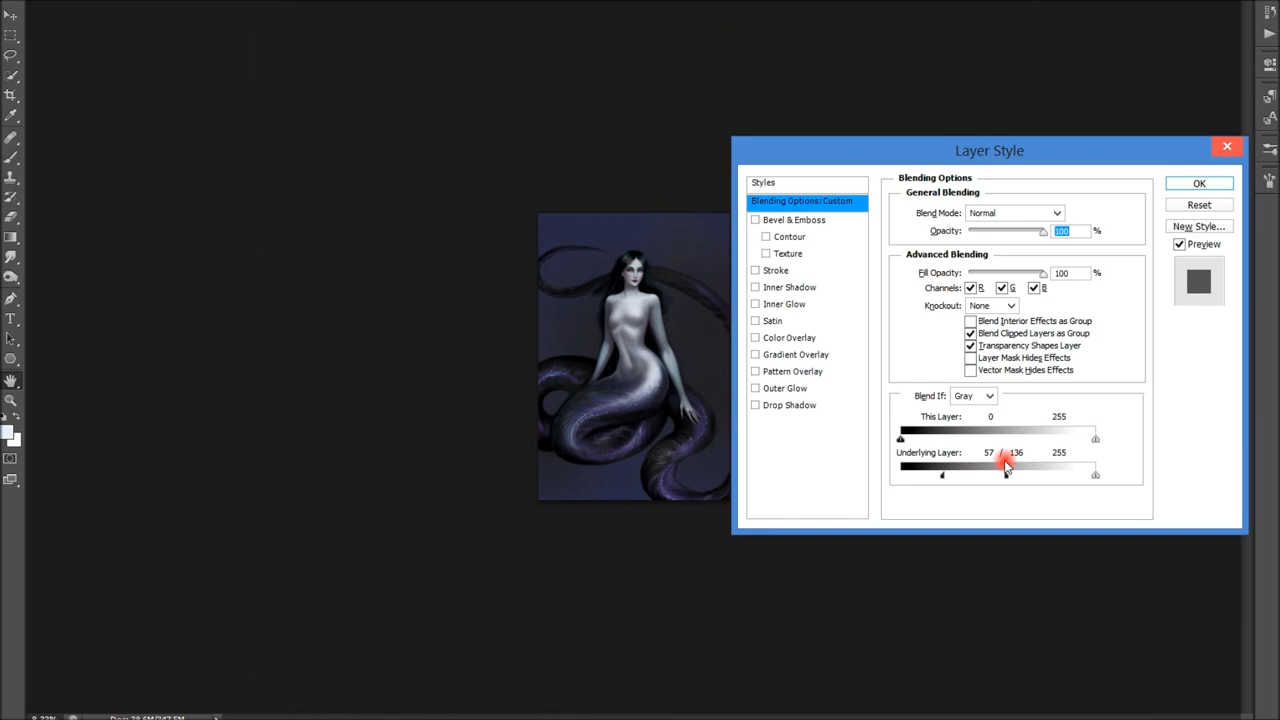 Layer Style
Styles
Blending Options: Custom
Bevel & Emboss
Contour
Texture
Stroke
Inner Shadow
Inner Glow
Satin
Color Overlay
Gradient Overlay
Pattern Overlay
Outer Glow
Drop Shadow
Blending Options
General Blending
Blend Mode: Normal
Opacity: 100 %
Advanced Blending
Fill Opacity: 100 %
Channels: R G B
Knockout: None
Blend Interior Effects as Group
Blend Clipped Layers as Group
Transparency Shapes Layer
Layer Mask Hides Effects
Vector Mask Hides Effects
Blend If: Gray
This Layer: 0 255
Underlying Layer: 57 / 136 255
OK
Reset
New Style...
Preview